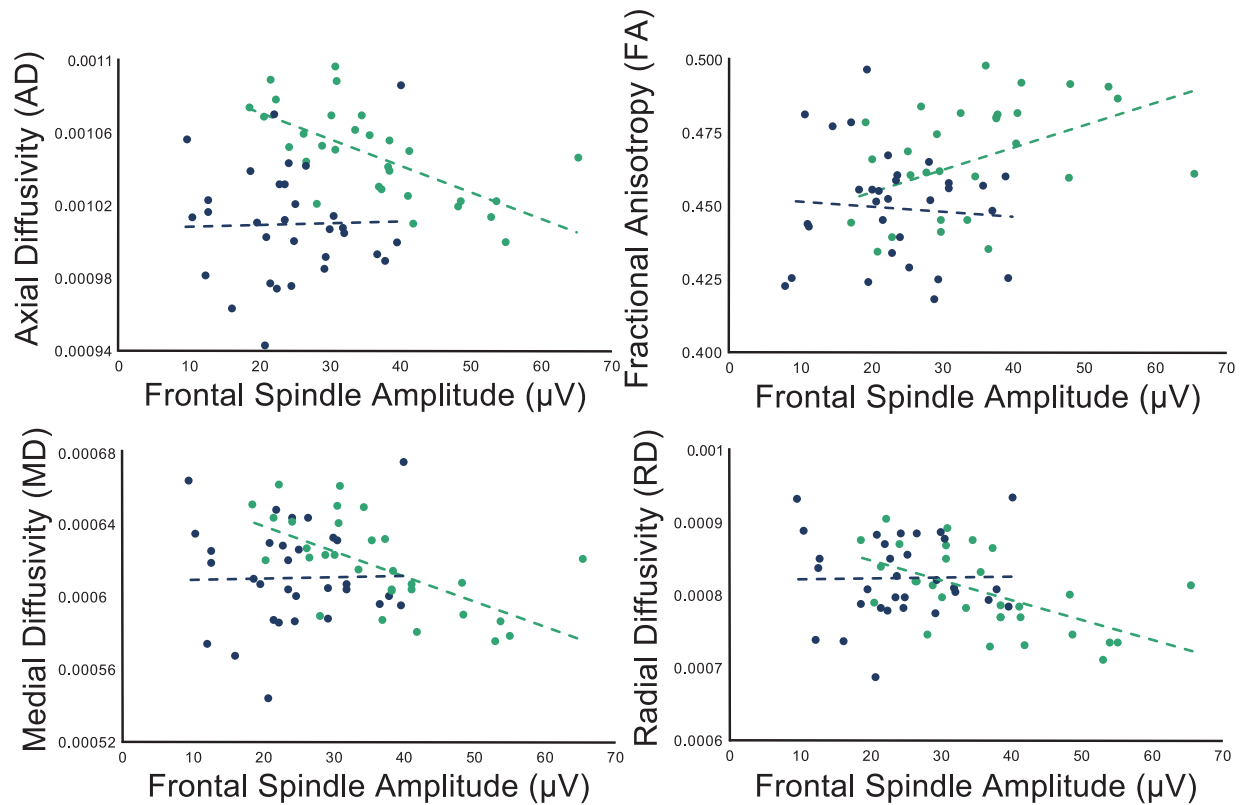 Axial Diffusivity (AD)
0.0011
0.00106
0.00102
0.00098
0.00094
0 10 20 30 40 50 60 70
Frontal Spindle Amplitude (µV)
Fractional Anisotropy (FA)
0.500
0.475
0.450
0.425
0.400
0 10 20 30 40 50 60 70
Frontal Spindle Amplitude (µV)
Medial Diffusivity (MD)
0.00068
0.00064
0.0006
0.00056
0.00052
0 10 20 30 40 50 60 70
Frontal Spindle Amplitude (µV)
Radial Diffusivity (RD)
0.001
0.0009
0.0008
0.0007
0.0006
0 10 20 30 40 50 60 70
Frontal Spindle Amplitude (µV)